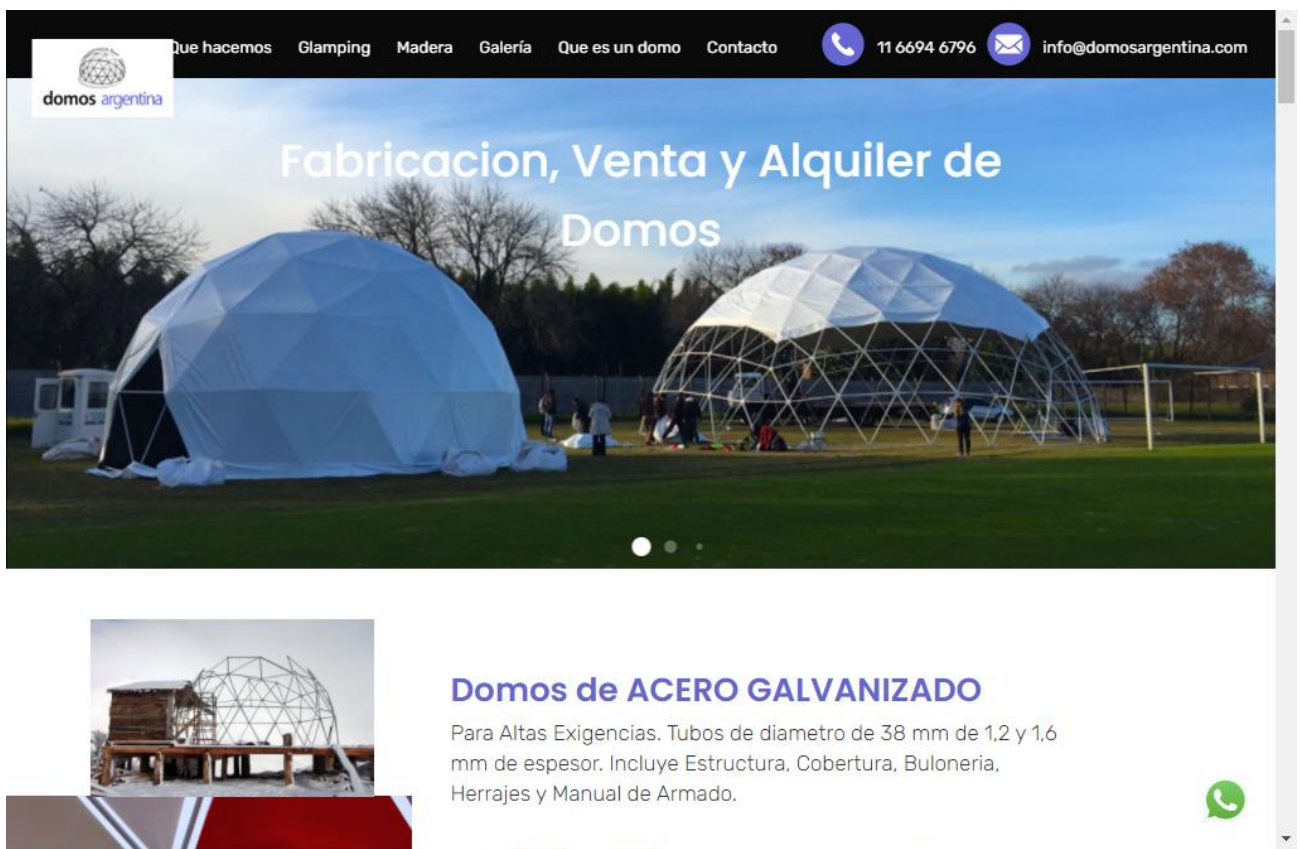 Que hacemos Glamping Madera Galería Que es un domo Contacto 11 6694 6796 info@domosargentina.com
domos argentina
Fabricacion, Venta y Alquiler de
Domos
Domos de ACERO GALVANIZADO
Para Altas Exigencias. Tubos de diametro de 38 mm de 1,2 y 1,6
mm de espesor. Incluye Estructura, Cobertura, Buloneria,
Herrajes y Manual de Armado.